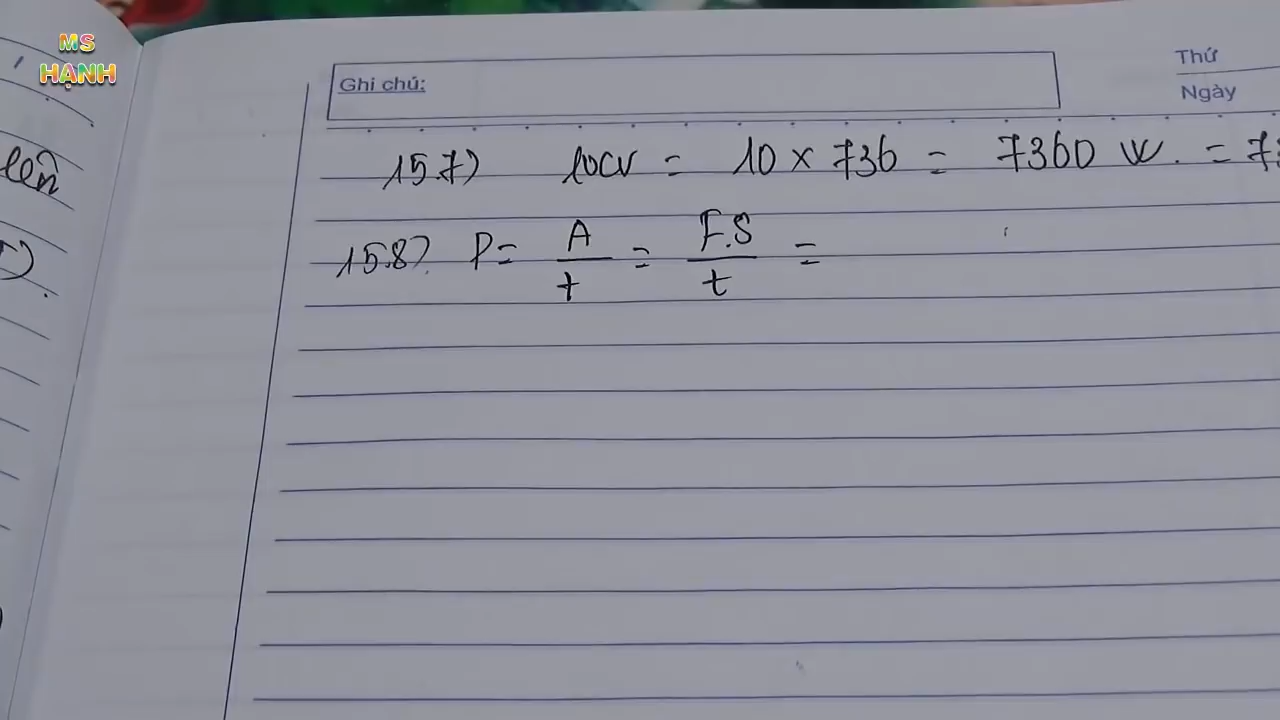 MS
HẠNH
Ghi chú:
Thứ
Ngày
lên
15.7) 10CV = 10 × 736 = 7360 W. =
15.8) P = A/t = F.S/t =